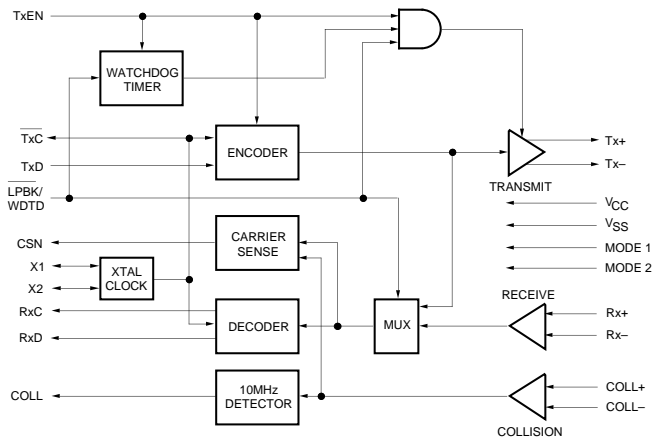 TxEN
WATCHDOG
TIMER
TxC
TxD
ENCODER
Tx+
Tx–
TRANSMIT
LPBK/
WDTD
VCC
VSS
MODE 1
MODE 2
CSN
CARRIER
SENSE
X1
X2
XTAL
CLOCK
RxC
RxD
DECODER
MUX
RECEIVE
Rx+
Rx–
COLL
10MHz
DETECTOR
COLL+
COLL–
COLLISION